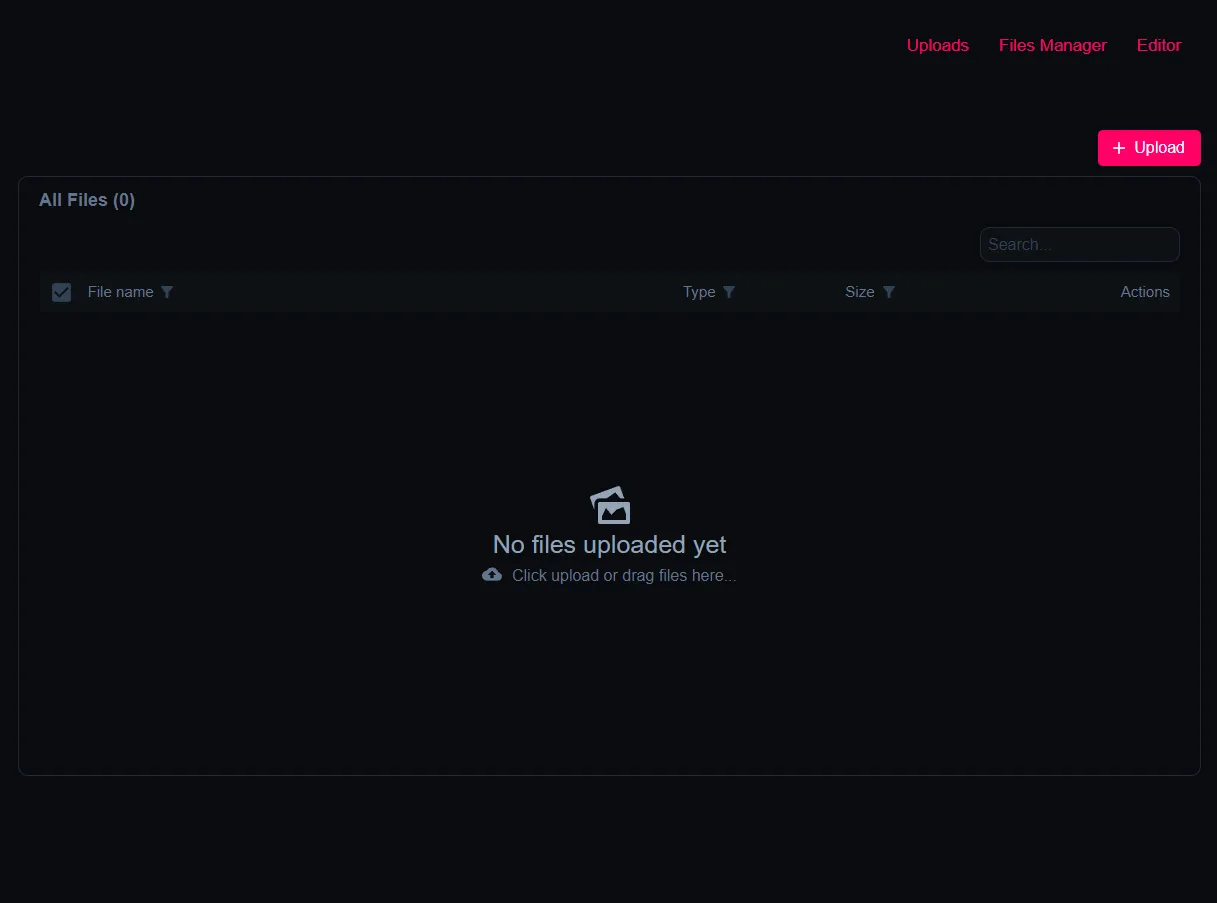 Uploads Files Manager Editor
+ Upload
All Files (0)
Search...
File name Type Size Actions
No files uploaded yet
Click upload or drag files here...